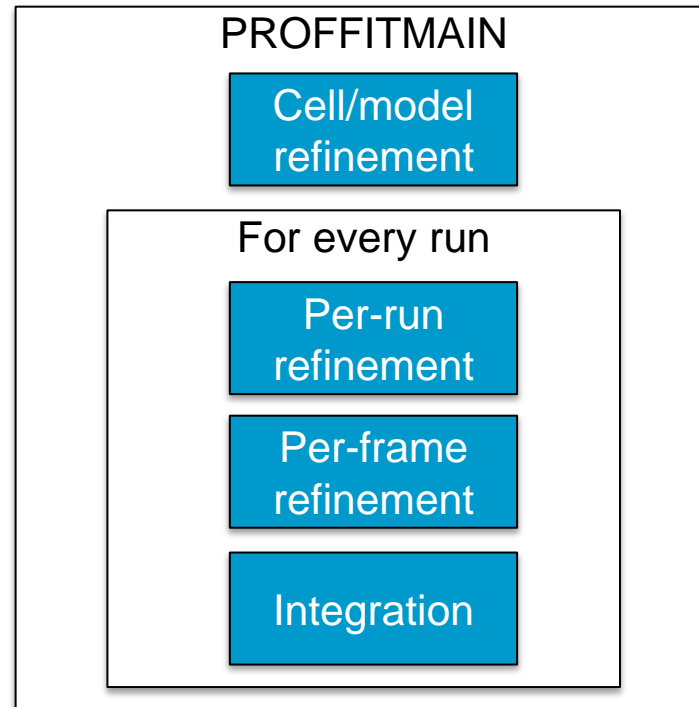 PROFFITMAIN
Cell/model
refinement
For every run
Per-run
refinement
Per-frame
refinement
Integration